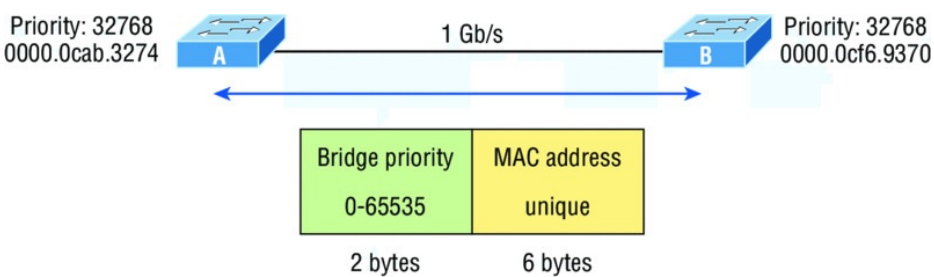 Priority: 32768
0000.0cab.3274
A
1 Gb/s
B
Priority: 32768
0000.0cf6.9370
Bridge priority
0-65535
MAC address
unique
2 bytes
6 bytes